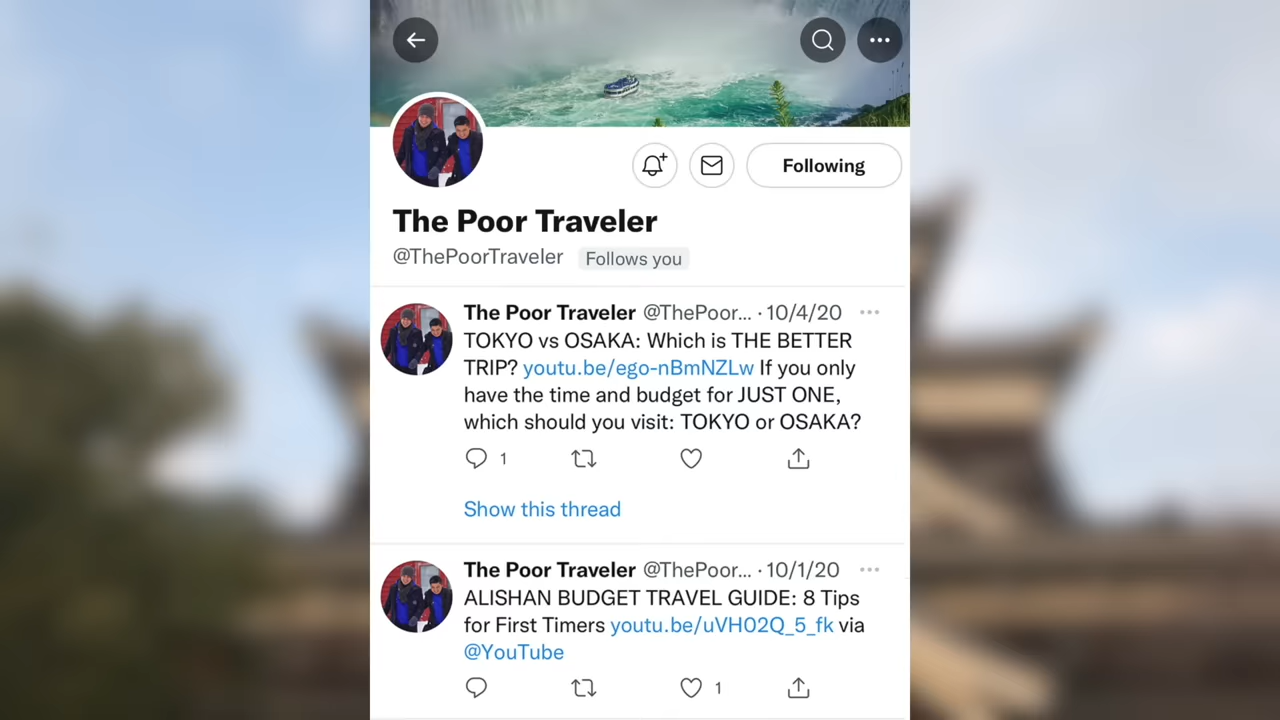 Following
The Poor Traveler
@ThePoorTraveler Follows you
The Poor Traveler @ThePoor... · 10/4/20
TOKYO vs OSAKA: Which is THE BETTER
TRIP? youtu.be/ego-nBmNZLw If you only
have the time and budget for JUST ONE,
which should you visit: TOKYO or OSAKA?
1
Show this thread
The Poor Traveler @ThePoor... · 10/1/20
ALISHAN BUDGET TRAVEL GUIDE: 8 Tips
for First Timers youtu.be/uVH02Q_5_fk via
@YouTube
1